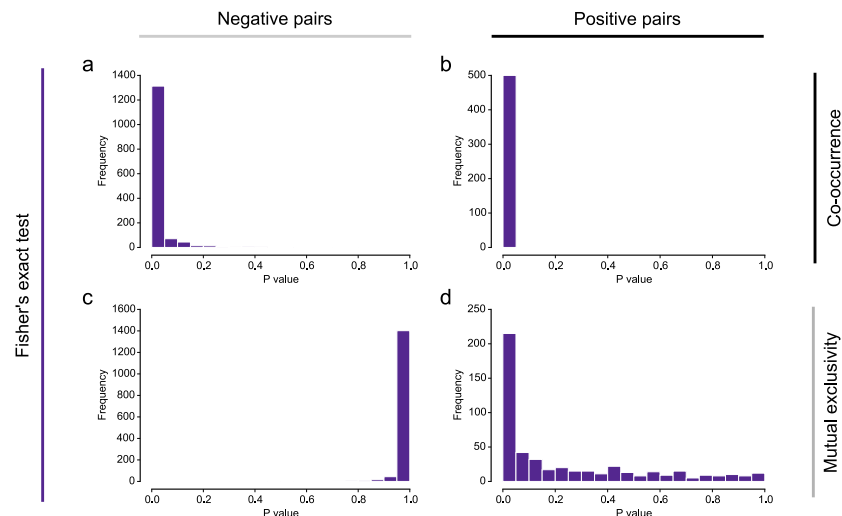 Negative pairs
Positive pairs
Fisher's exact test
Co-occurrence
Mutual exclusivity
a
1400
1200
1000
800
600
400
200
0
Frequency
0.0 0.2 0.4 0.6 0.8 1.0
P value
b
500
400
300
200
100
0
Frequency
0.0 0.2 0.4 0.6 0.8 1.0
P value
c
1600
1400
1200
1000
800
600
400
200
0
Frequency
0.0 0.2 0.4 0.6 0.8 1.0
P value
d
250
200
150
100
50
0
Frequency
0.0 0.2 0.4 0.6 0.8 1.0
P value